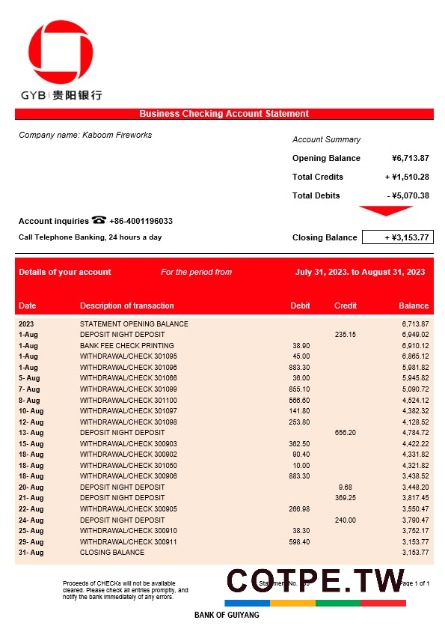 GYB 贵阳银行
Business Checking Account Statement
Company name: Kaboom Fireworks
Account Summary
Opening Balance ¥6,713.87
Total Credits + ¥1,510.28
Total Debits - ¥5,070.38
Account inquiries ☎ +86-4001196033
Call Telephone Banking, 24 hours a day
Closing Balance + ¥3,153.77
Details of your account For the period from July 31, 2023. to August 31, 2023
Date Description of transaction Debit Credit Balance
2023 STATEMENT OPENING BALANCE 6,713.87
1-Aug DEPOSIT NIGHT DEPOSIT 235.15 6,949.02
1-Aug BANK FEE CHECK PRINTING 38.90 6,910.12
1-Aug WITHDRAWAL/CHECK 301095 45.00 6,865.12
1-Aug WITHDRAWAL/CHECK 301096 883.30 5,981.82
5- Aug WITHDRAWAL/CHECK 301086 36.00 5,945.82
7- Aug WITHDRAWAL/CHECK 301099 855.10 5,090.72
8- Aug WITHDRAWAL/CHECK 301100 566.60 4,524.12
10- Aug WITHDRAWAL/CHECK 301097 141.80 4,382.32
12- Aug WITHDRAWAL/CHECK 301098 253.80 4,128.52
13- Aug DEPOSIT NIGHT DEPOSIT 656.20 4,784.72
15- Aug WITHDRAWAL/CHECK 300903 362.50 4,422.22
18- Aug WITHDRAWAL/CHECK 300902 90.40 4,331.82
18- Aug WITHDRAWAL/CHECK 301050 10.00 4,321.82
18- Aug WITHDRAWAL/CHECK 300906 883.30 3,438.52
20- Aug DEPOSIT NIGHT DEPOSIT 9.68 3,448.20
21- Aug DEPOSIT NIGHT DEPOSIT 369.25 3,817.45
22- Aug WITHDRAWAL/CHECK 300905 266.98 3,550.47
24- Aug DEPOSIT NIGHT DEPOSIT 240.00 3,790.47
25- Aug WITHDRAWAL/CHECK 300910 38.30 3,752.17
29- Aug WITHDRAWAL/CHECK 300911 598.40 3,153.77
31- Aug CLOSING BALANCE 3,153.77
Proceeds of CHECKs will not be available
cleared. Please check all entries promptly, and
notify the bank immediately of any errors.
Page 1 of 1
COTPE.TW
BANK OF GUIYANG